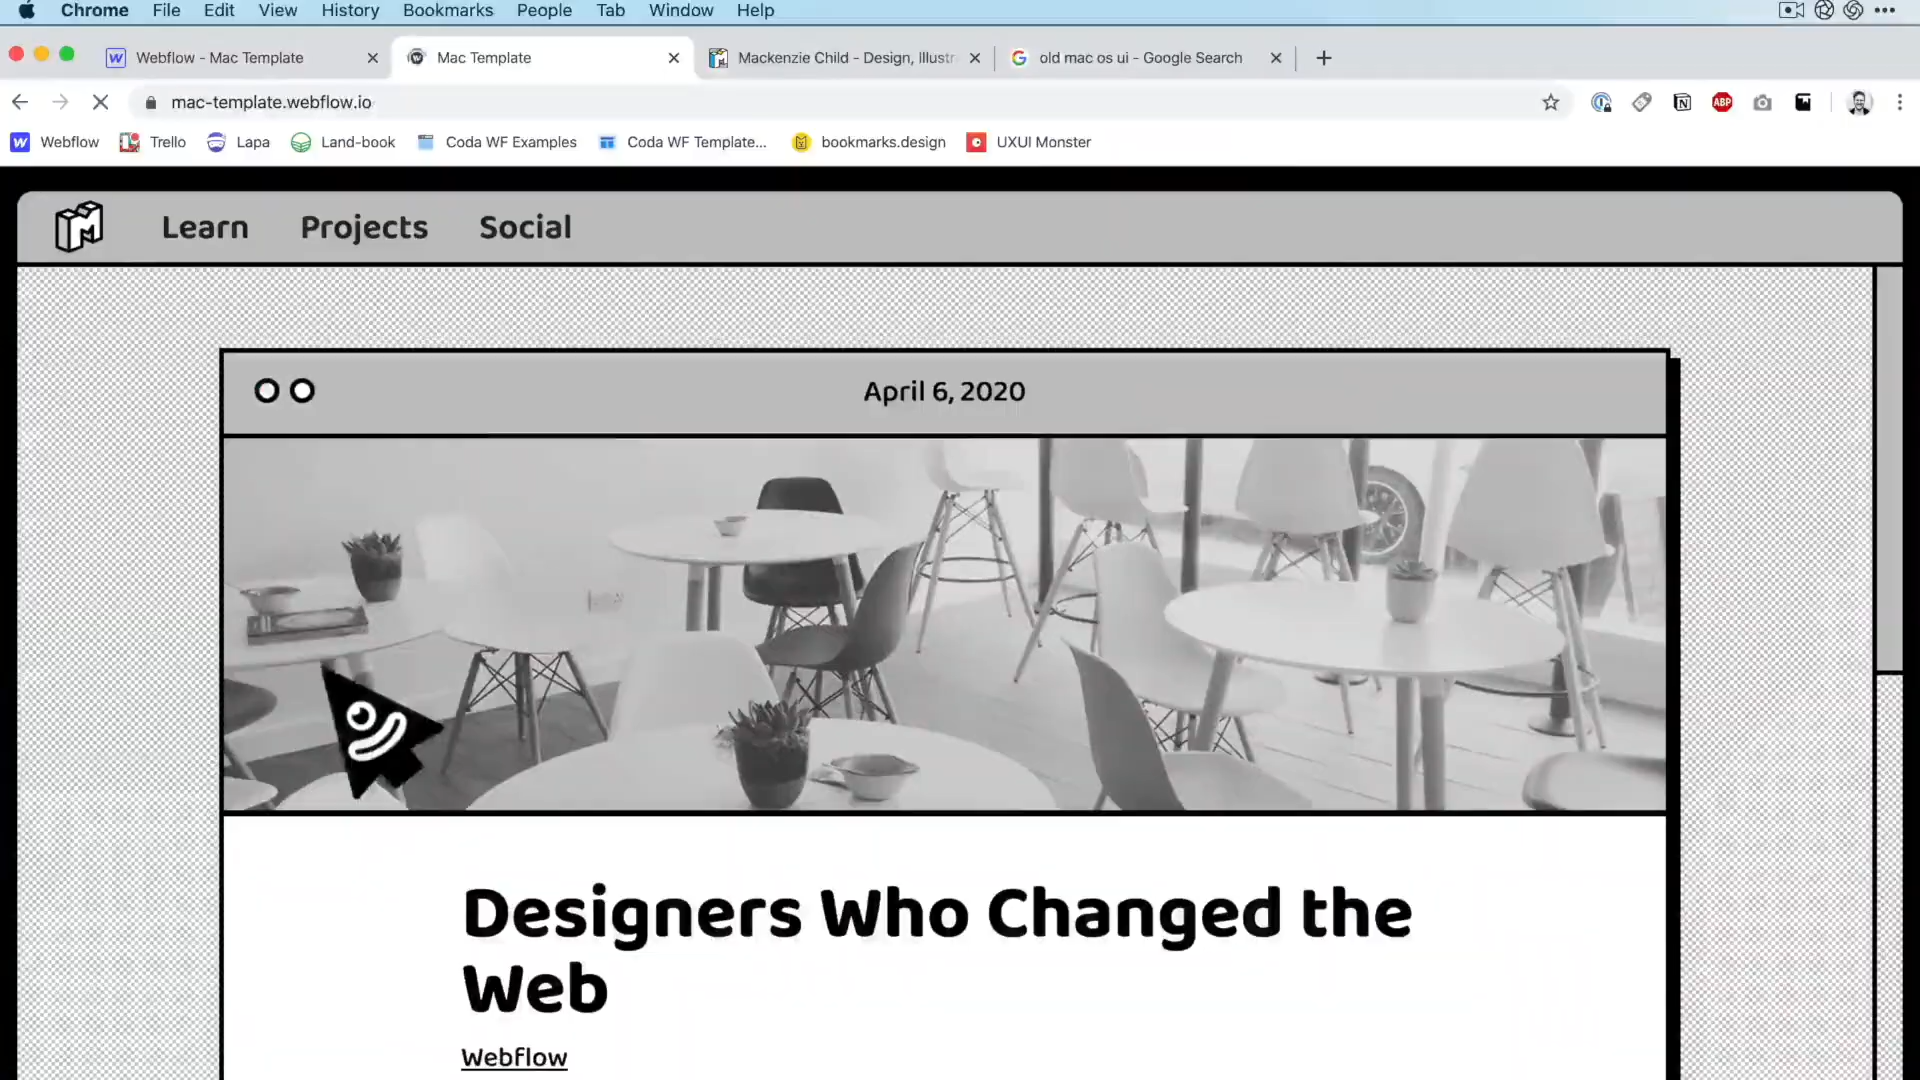 Chrome File Edit View History Bookmarks People Tab Window Help
Webflow - Mac Template Mac Template Mackenzie Child - Design, Illustr old mac os ui - Google Search
mac-template.webflow.io
ABP
Webflow Trello Lapa Land-book Coda WF Examples Coda WF Template... bookmarks.design UXUI Monster
Learn Projects Social
April 6, 2020
Designers Who Changed the
Web
Webflow